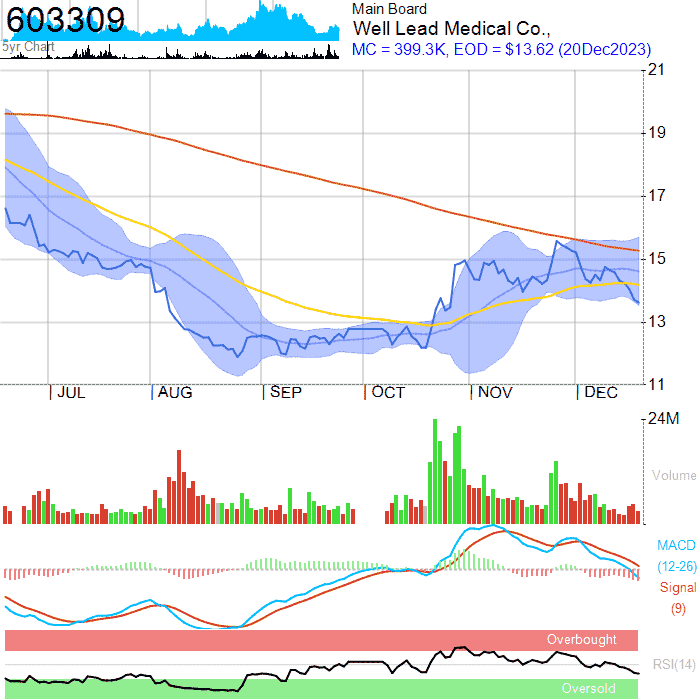 603309
5yr Chart
Main Board
Well Lead Medical Co.,
MC = 399.3K, EOD = $13.62 (20Dec2023)
21
19
17
15
13
11
JUL AUG SEP OCT NOV DEC
24M
Volume
MACD
(12-26)
Signal
(9)
Overbought
RSI(14)
Oversold